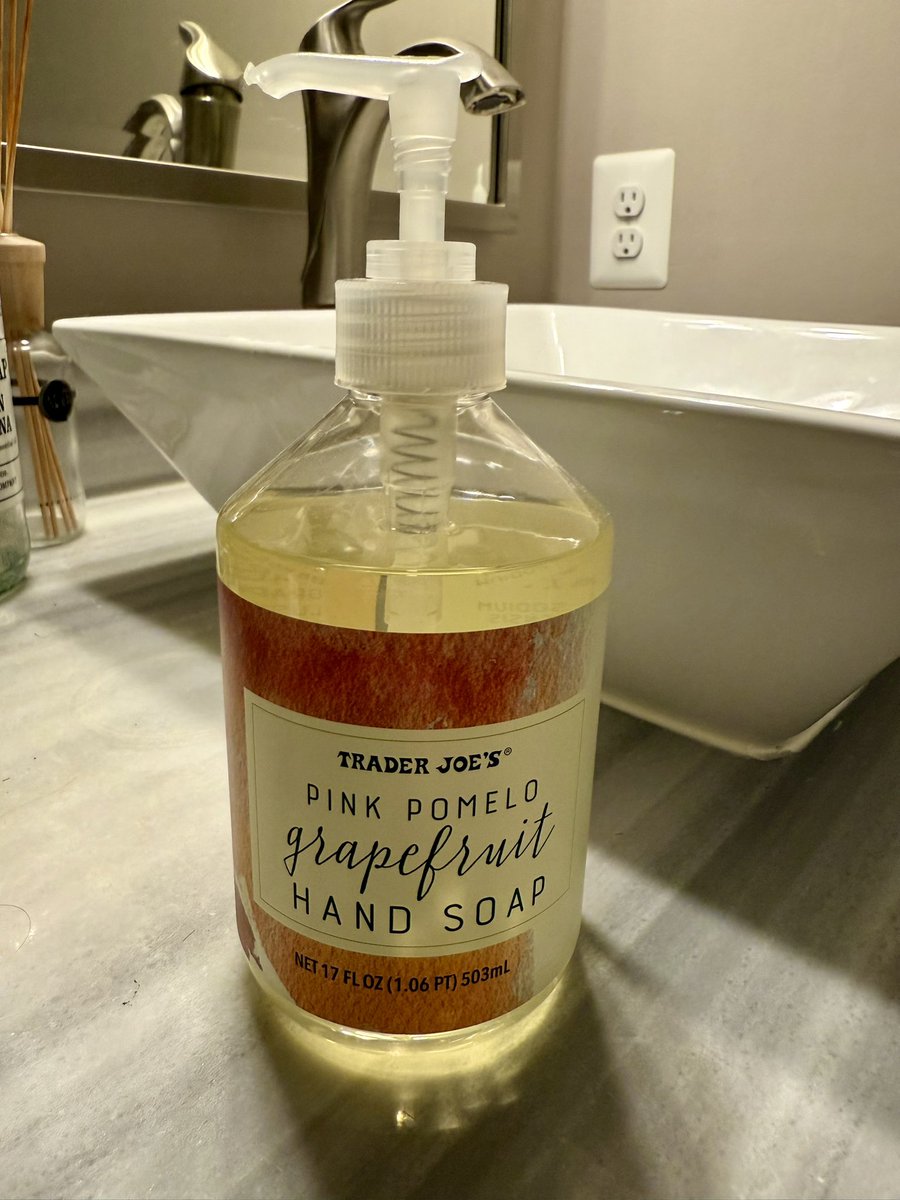 TRADER JOE'S®
PINK POMELO
grapefruit
HAND SOAP
NET 17 FL OZ (1.06 PT) 503mL